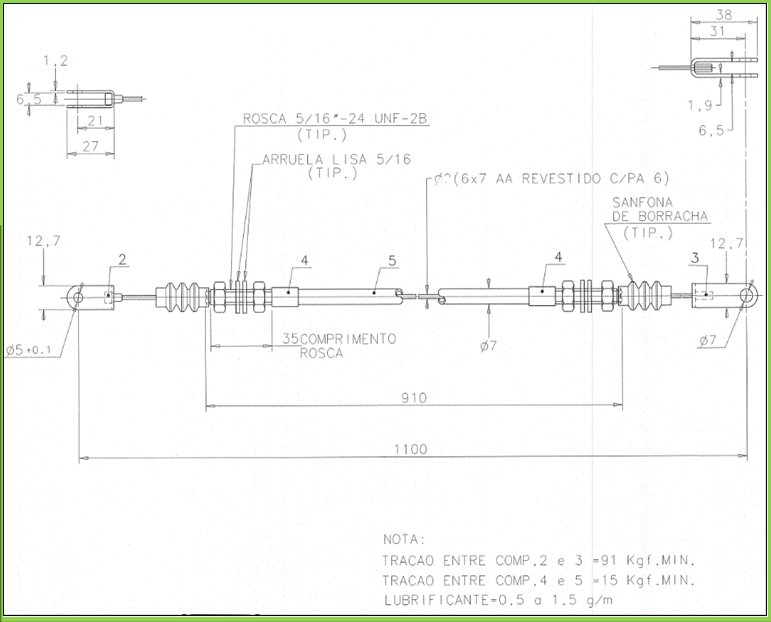 38
31
1,2
6,5
21
27
1,9
6,5
ROSCA 5/16"-24 UNF-2B
(TIP.)
ARRUELA LISA 5/16
(TIP.)
(6x7 AA REVESTIDO C/PA 6)
SANFONA
DE BORRACHA
(TIP.)
12,7
2
4
5
4
3
12,7
Ø5+0.1
35COMPRIMENTO
ROSCA
Ø7
Ø7
910
1100
NOTA:
TRACAO ENTRE COMP.2 e 3 =91 Kgf.MIN.
TRACAO ENTRE COMP.4 e 5 =15 Kgf.MIN.
LUBRIFICANTE=0.5 a 1.5 g/m